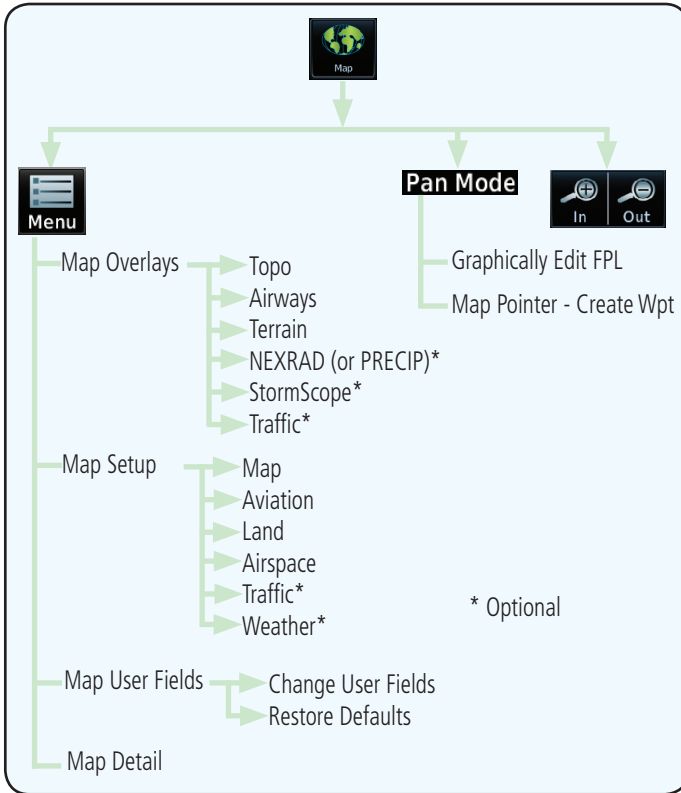 Map
Menu
Pan Mode
In
Out
Map Overlays
Topo
Airways
Terrain
NEXRAD (or PRECIP)*
StormScope*
Traffic*
Graphically Edit FPL
Map Pointer - Create Wpt
Map Setup
Map
Aviation
Land
Airspace
Traffic*
Weather*
* Optional
Map User Fields
Change User Fields
Restore Defaults
Map Detail